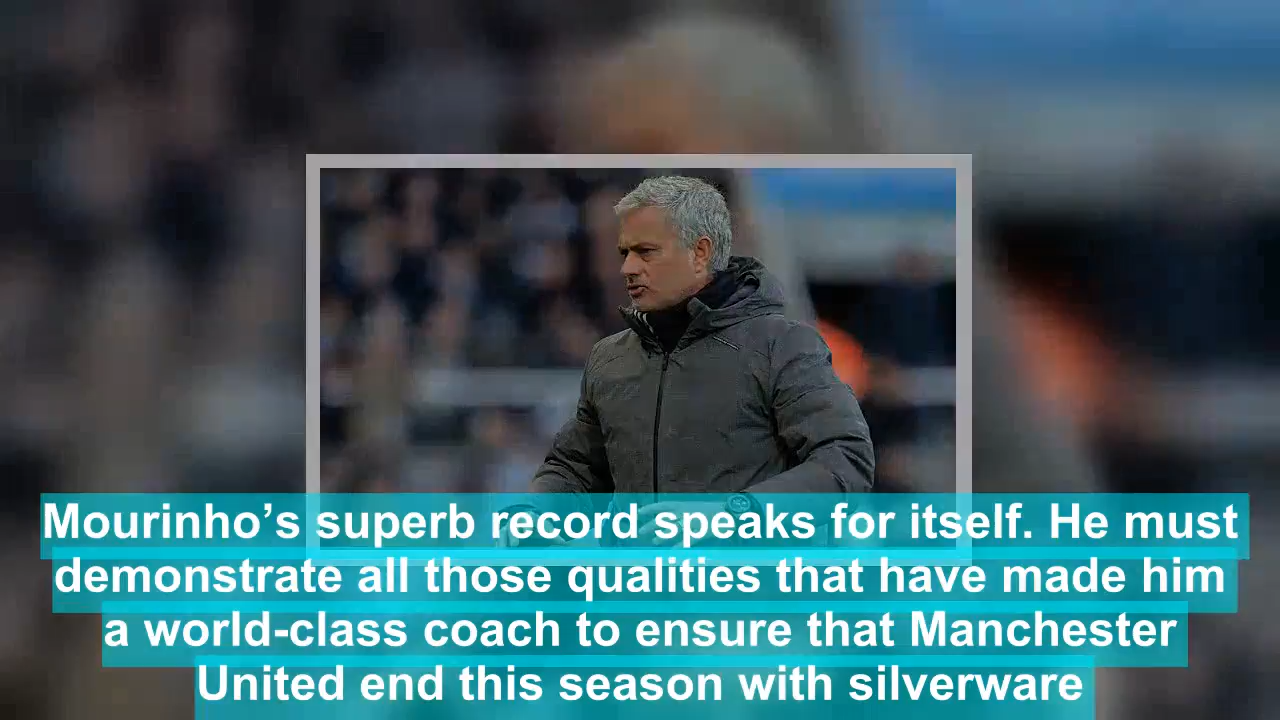 Mourinho’s superb record speaks for itself. He must
demonstrate all those qualities that have made him
a world-class coach to ensure that Manchester
United end this season with silverware